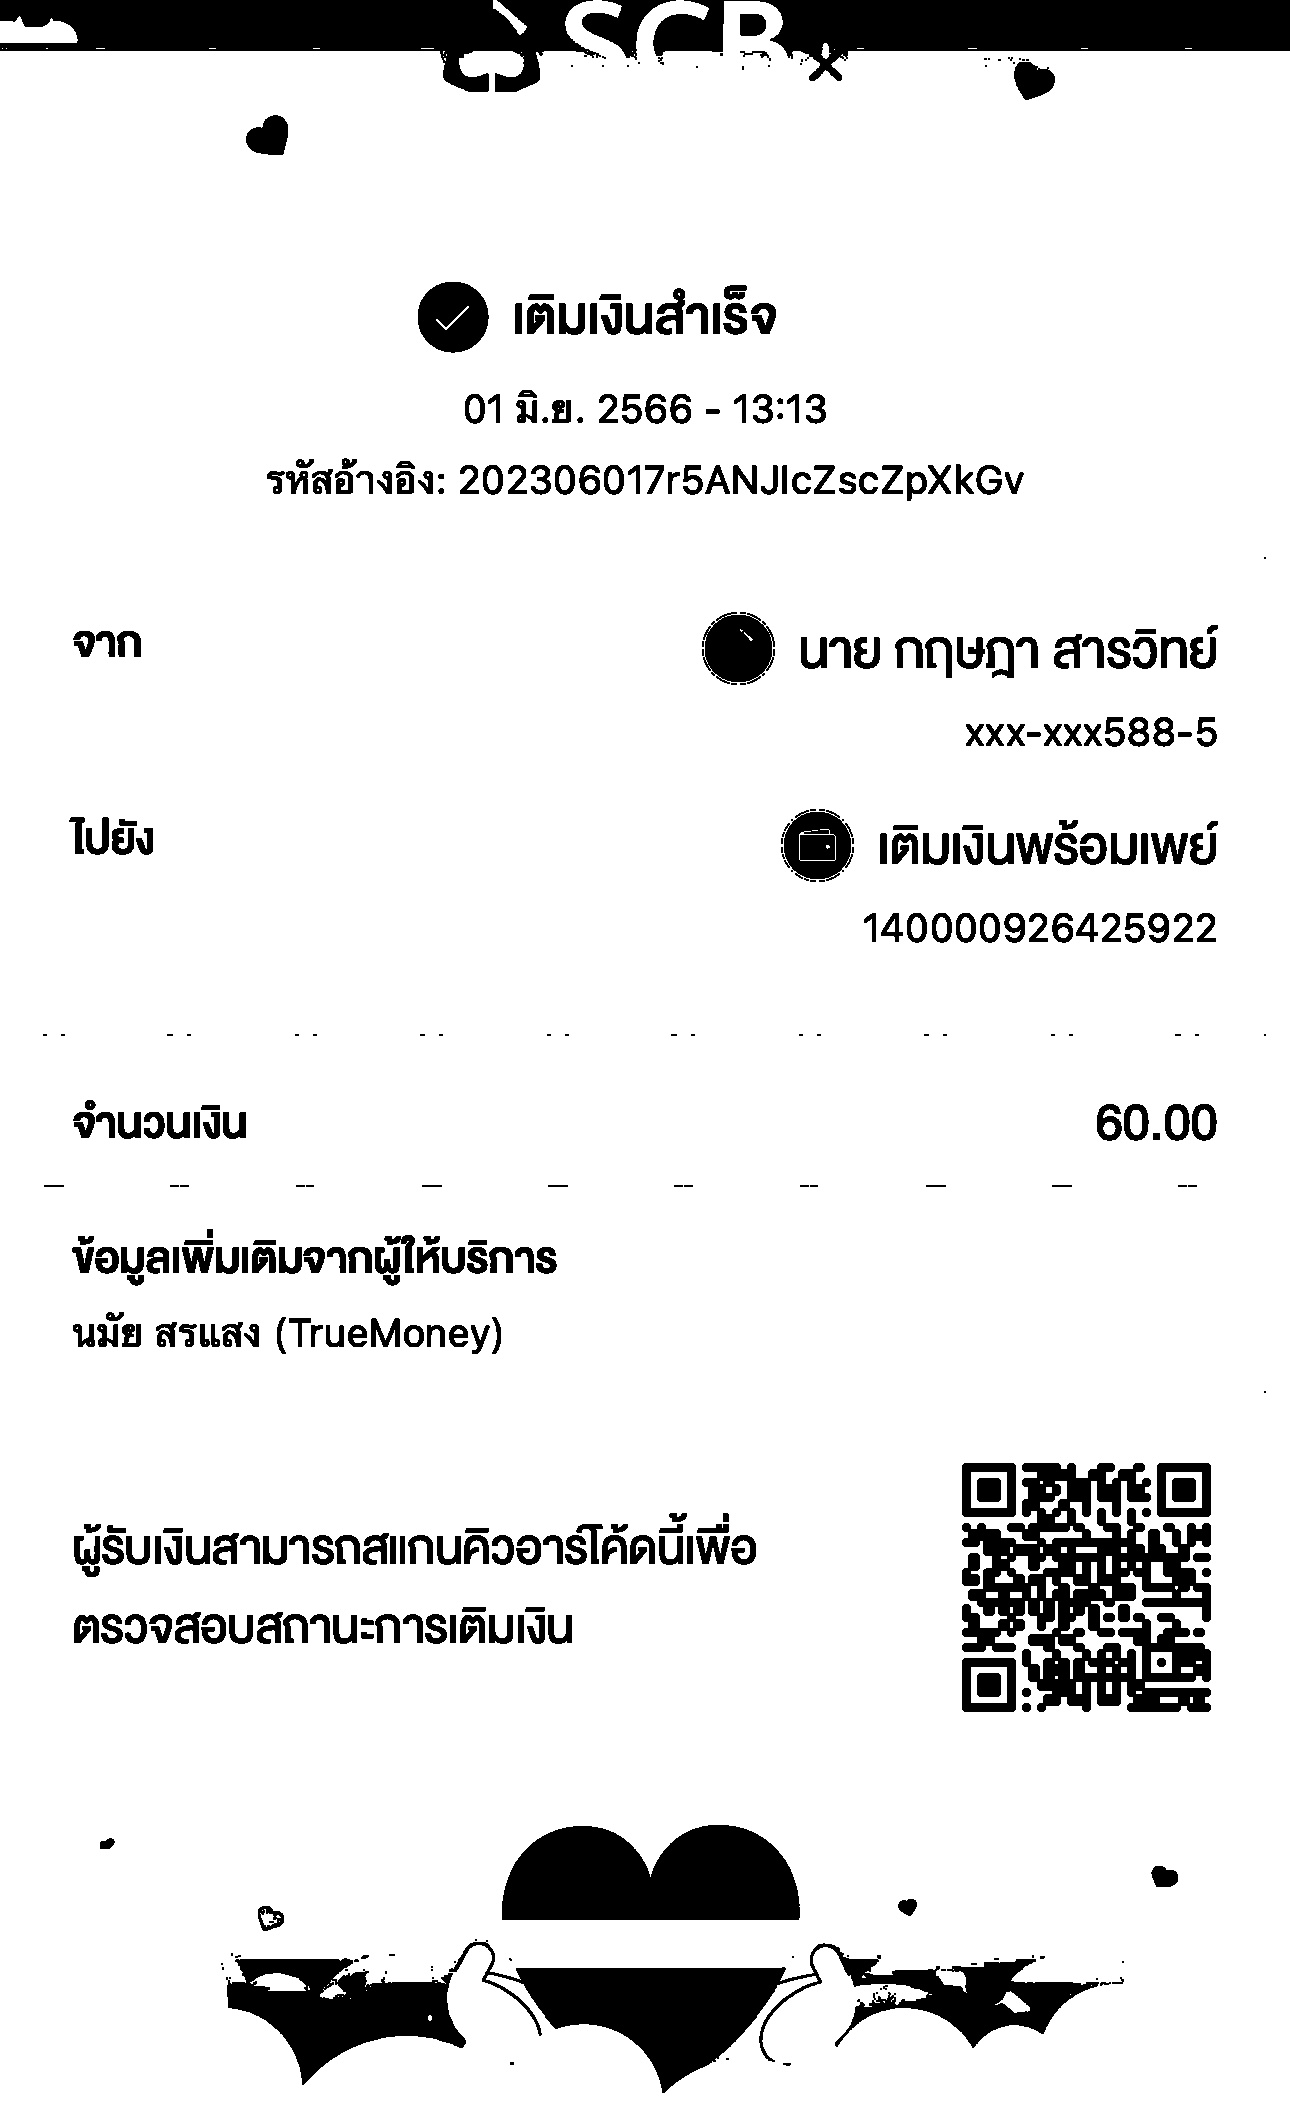 SCB
เติมเงินสำเร็จ
01 มิ.ย. 2566 - 13:13
รหัสอ้างอิง: 202306017r5ANJIcZscZpXkGv
จาก
นาย กฤษฎา สารวิทย์
xxx-xxx588-5
ไปยัง
เติมเงินพร้อมเพย์
140000926425922
จำนวนเงิน 60.00
ข้อมูลเพิ่มเติมจากผู้ให้บริการ
นมัย สรแสง (TrueMoney)
ผู้รับเงินสามารถสแกนคิวอาร์โค้ดนี้เพื่อ
ตรวจสอบสถานะการเติมเงิน